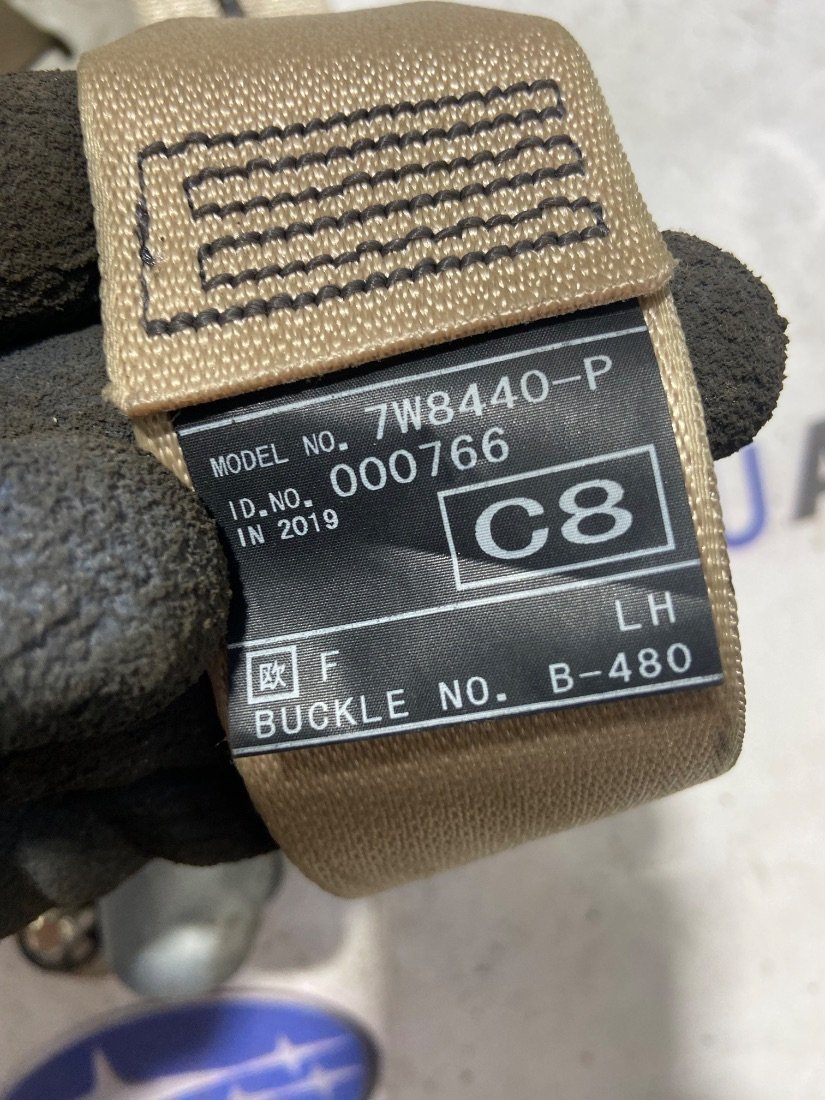 MODEL NO. 7W8440-P
ID.NO. 000766
IN 2019
C8
LH
欧 F
BUCKLE NO. B-480